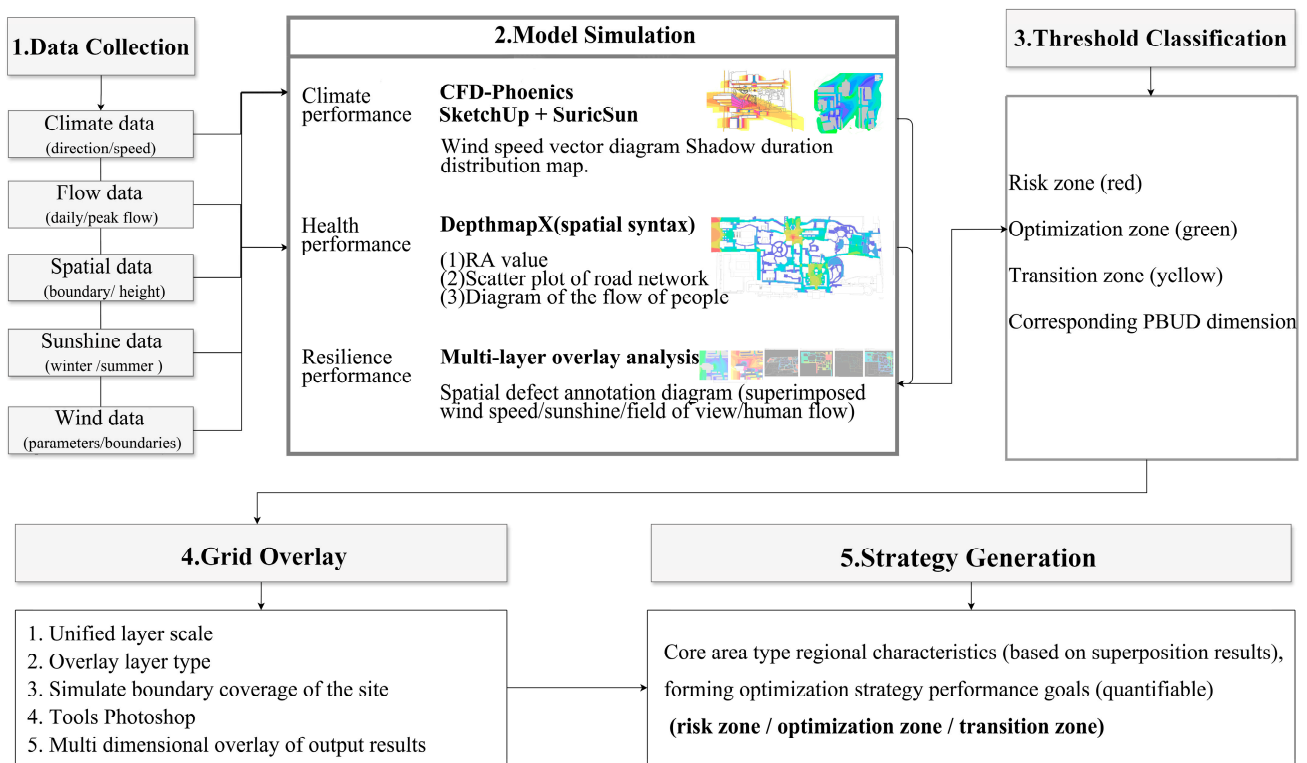 1.Data Collection
Climate data
(direction/speed)
Flow data
(daily/peak flow)
Spatial data
(boundary/ height)
Sunshine data
(winter /summer )
Wind data
(parameters/boundaries)
2.Model Simulation
Climate
performance
CFD-Phoenics
SketchUp + SuricSun
Wind speed vector diagram Shadow duration
distribution map.
Health
performance
DepthmapX(spatial syntax)
(1)RA value
(2)Scatter plot of road network
(3)Diagram of the flow of people
Resilience
performance
Multi-layer overlay analysis
Spatial defect annotation diagram (superimposed
wind speed/sunshine/field of view/human flow)
3.Threshold Classification
Risk zone (red)
Optimization zone (green)
Transition zone (yellow)
Corresponding PBUD dimension
4.Grid Overlay
1. Unified layer scale
2. Overlay layer type
3. Simulate boundary coverage of the site
4. Tools Photoshop
5. Multi dimensional overlay of output results
5.Strategy Generation
Core area type regional characteristics (based on superposition results),
forming optimization strategy performance goals (quantifiable)
(risk zone / optimization zone / transition zone)